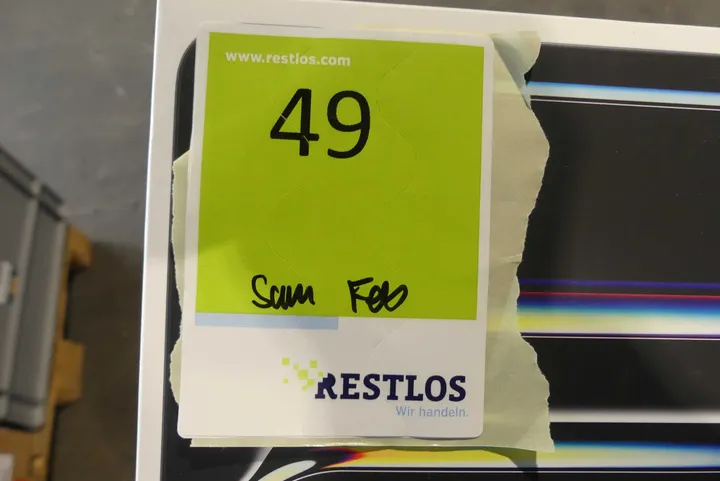 www.restlos.com
49
Sam Feb
RESTLOS
Wir handeln.